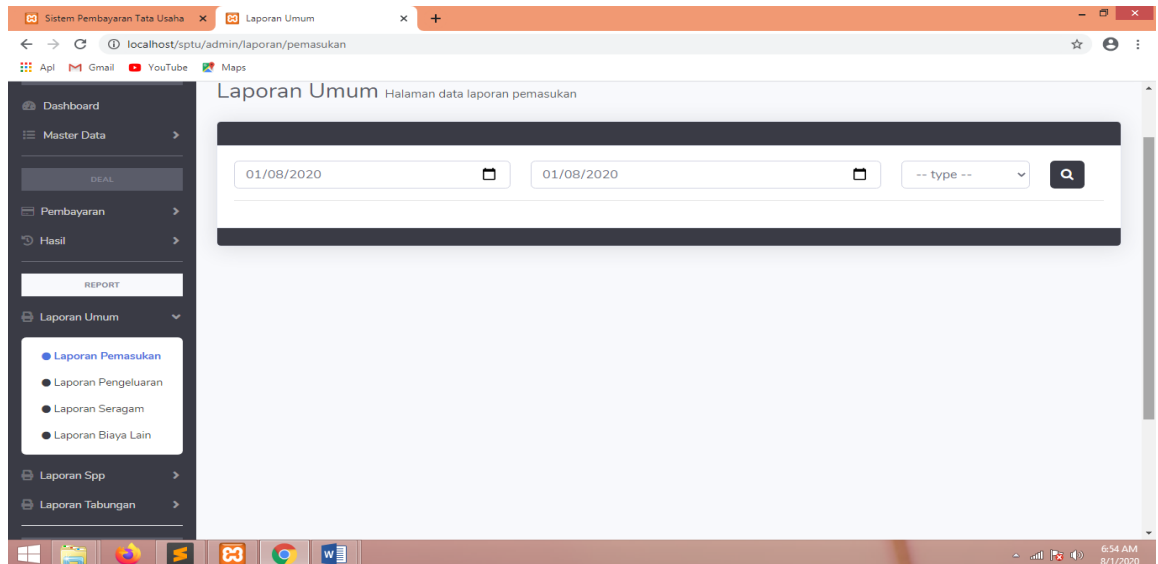 Sistem Pembayaran Tata Usaha
Laporan Umum
localhost/sptu/admin/laporan/pemasukan
Apl Gmail YouTube Maps
Laporan Umum Halaman data laporan pemasukan
Dashboard
Master Data
DEAL
Pembayaran
Hasil
REPORT
Laporan Umum
Laporan Pemasukan
Laporan Pengeluaran
Laporan Seragam
Laporan Biaya Lain
Laporan Spp
Laporan Tabungan
01/08/2020 01/08/2020 -- type --
6:54 AM
8/1/2020